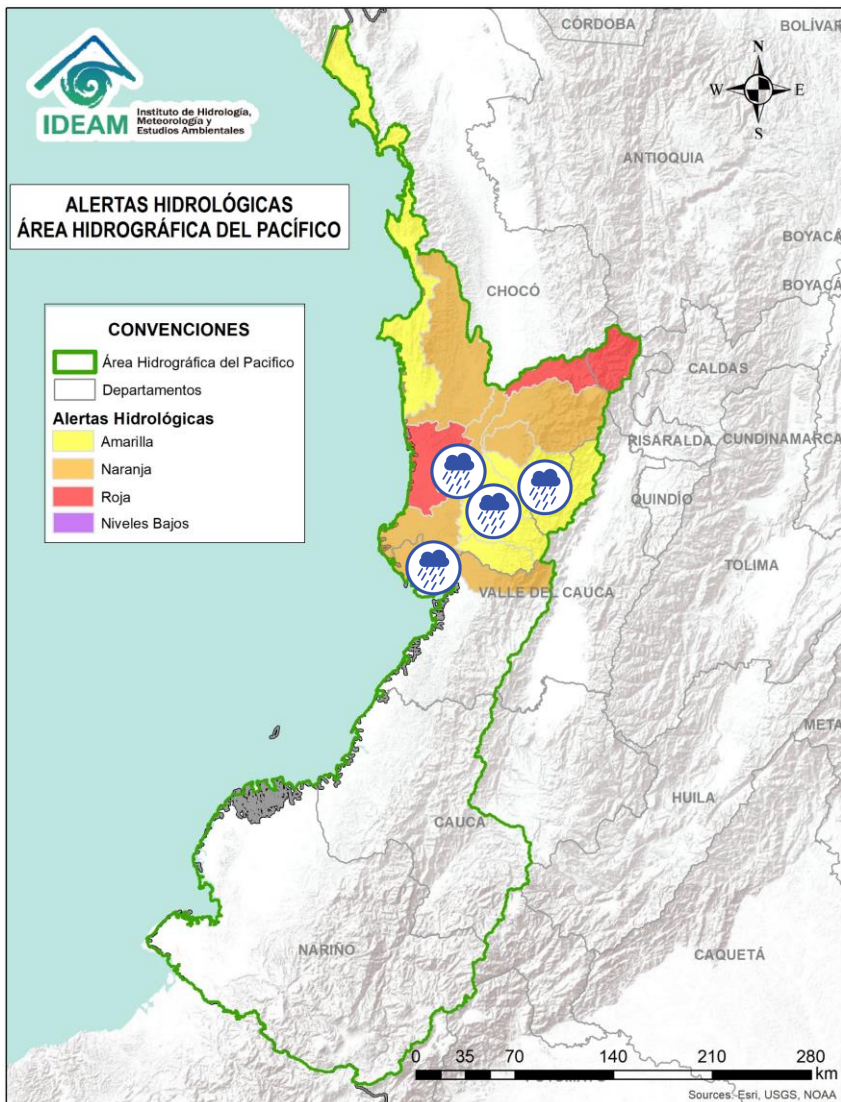 CÓRDOBA
BOLÍVAR
IDEAM
Instituto de Hidrología,
Meteorología y
Estudios Ambientales
N
W
E
S
ANTIOQUIA
ALERTAS HIDROLÓGICAS
ÁREA HIDROGRÁFICA DEL PACÍFICO
BOYACÁ
BOYACÁ
CHOCÓ
CONVENCIONES
Área Hidrográfica del Pacifico
Departamentos
Alertas Hidrológicas
Amarilla
Naranja
Roja
Niveles Bajos
CALDAS
RISARALDA
CUNDINAMARCA
QUINDÍO
TOLIMA
VALLE DEL CAUCA
META
HUILA
CAUCA
NARIÑO
CAQUETÁ
0 35 70 140 210 280
km
Sources: Esri, USGS, NOAA